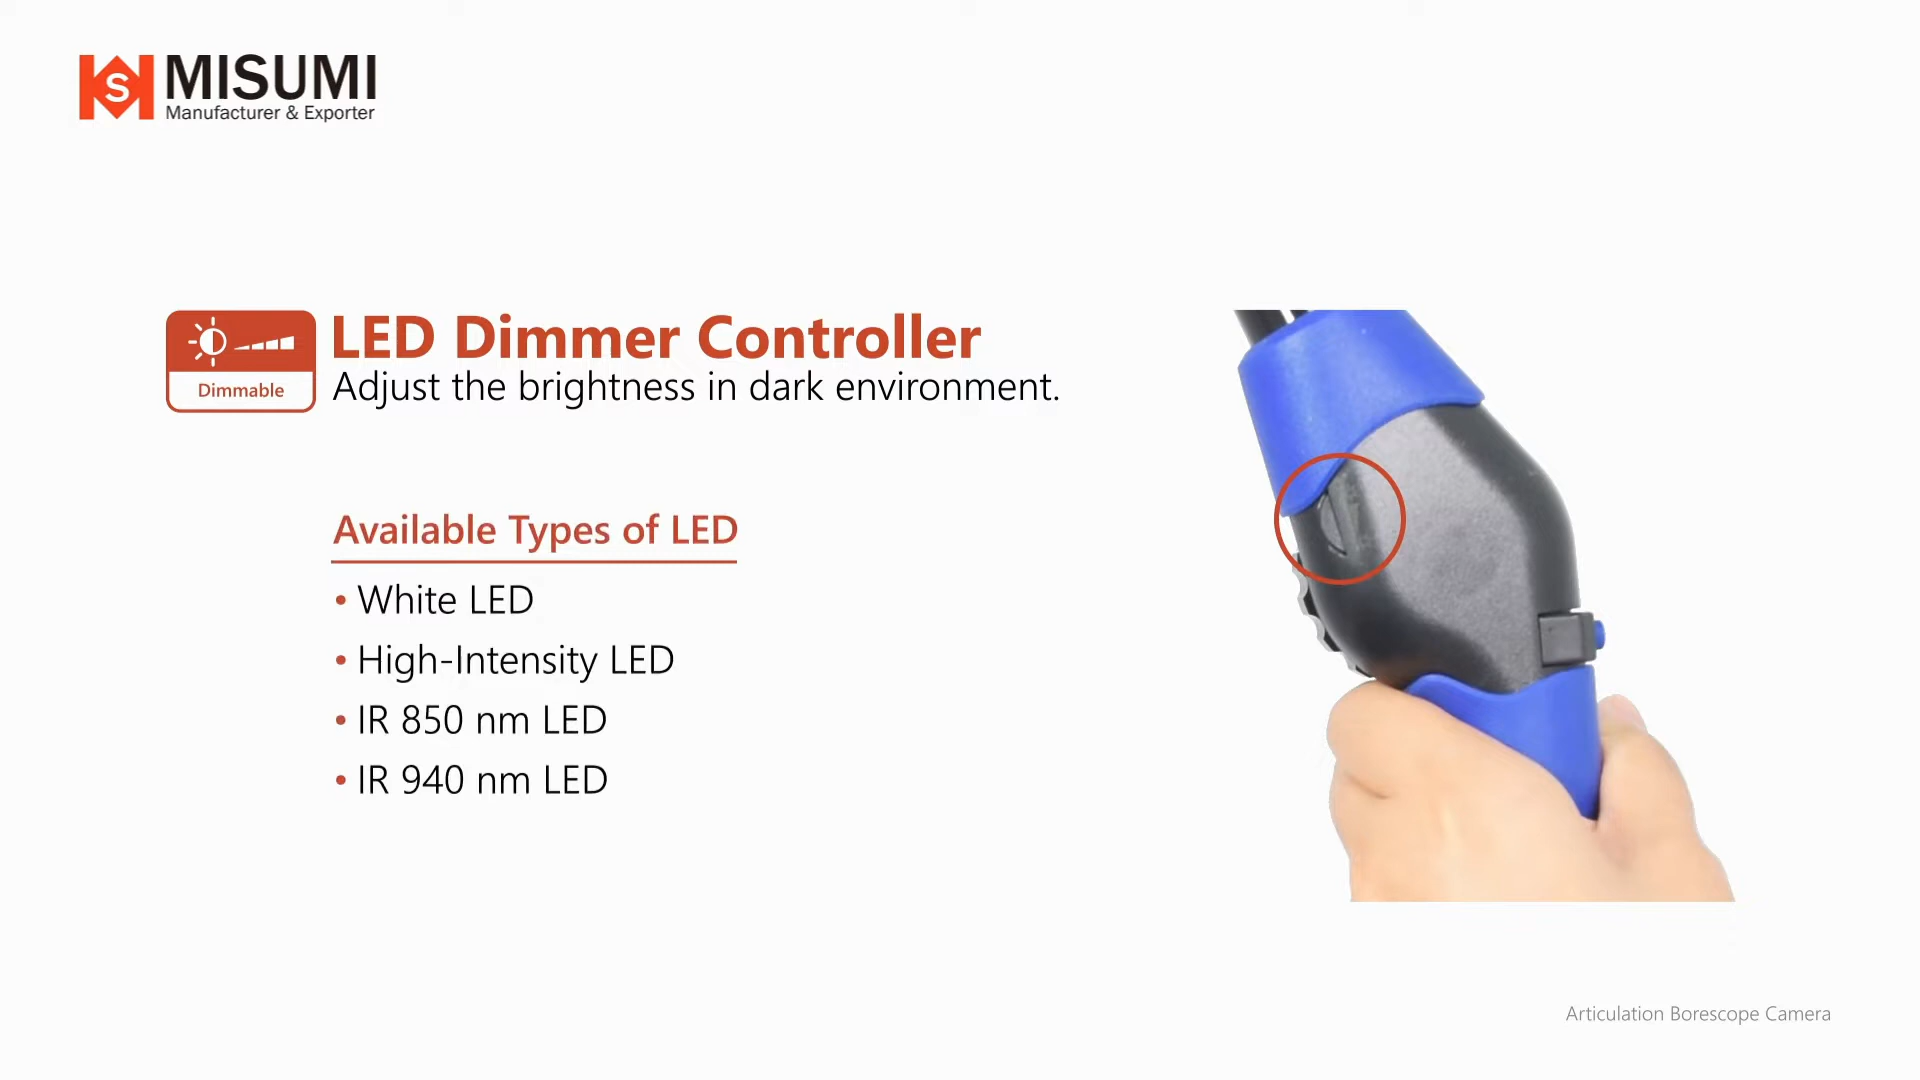 MISUMI
Manufacturer & Exporter
Dimmable
LED Dimmer Controller
Adjust the brightness in dark environment.
Available Types of LED
• White LED
• High-Intensity LED
• IR 850 nm LED
• IR 940 nm LED
Articulation Borescope Camera